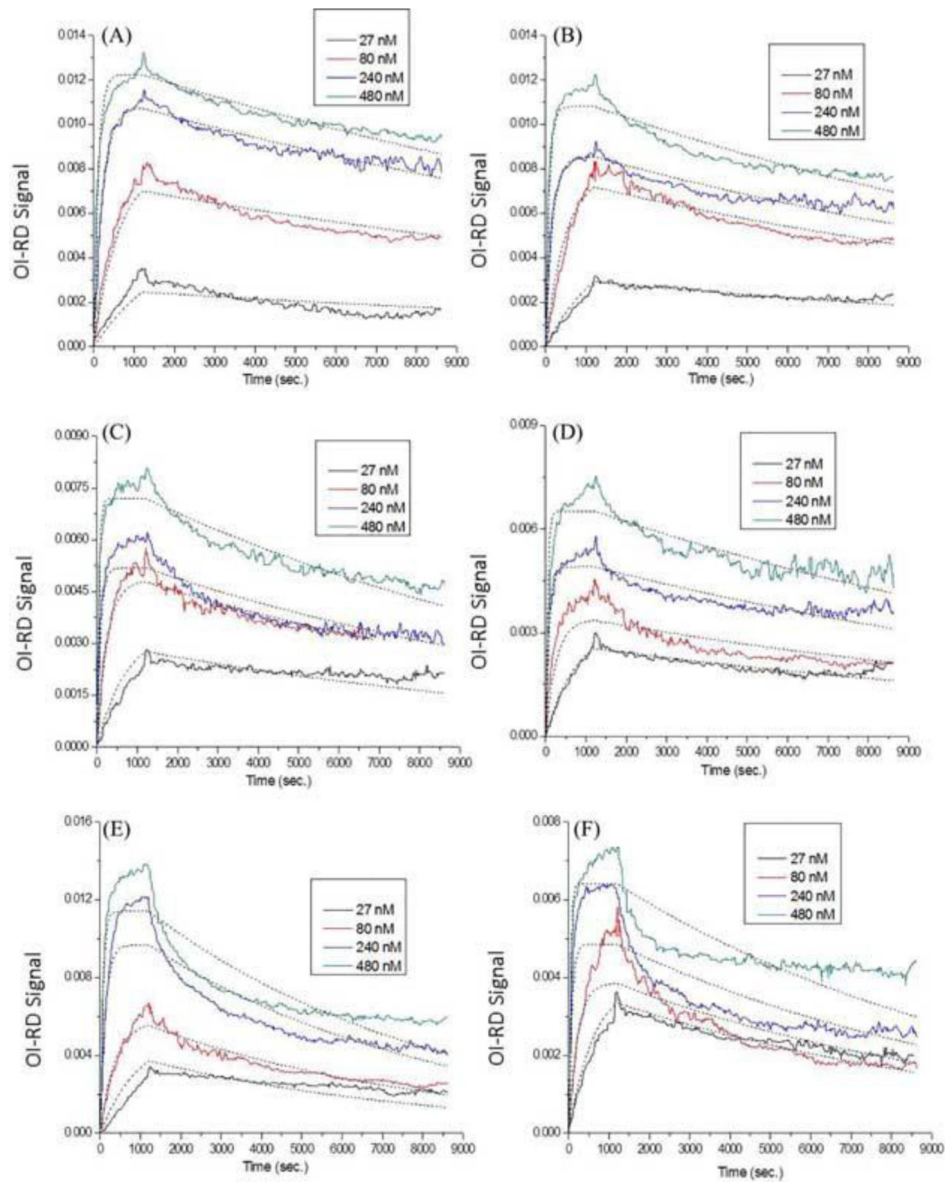 (A)
OI-RD Signal
0.014
0.012
0.010
0.008
0.006
0.004
0.002
0.000
27 nM
80 nM
240 nM
480 nM
0 1000 2000 3000 4000 5000 6000 7000 8000 9000
Time (sec.)
(B)
OI-RD Signal
0.014
0.012
0.010
0.008
0.006
0.004
0.002
0.000
27 nM
80 nM
240 nM
480 nM
0 1000 2000 3000 4000 5000 6000 7000 8000 9000
Time (sec.)
(C)
OI-RD Signal
0.0090
0.0075
0.0060
0.0045
0.0030
0.0015
0.0000
27 nM
80 nM
240 nM
480 nM
0 1000 2000 3000 4000 5000 6000 7000 8000 9000
Time (sec.)
(D)
OI-RD Signal
0.009
0.006
0.003
0.000
27 nM
80 nM
240 nM
480 nM
0 1000 2000 3000 4000 5000 6000 7000 8000 9000
Time (sec.)
(E)
OI-RD Signal
0.016
0.012
0.008
0.004
0.000
27 nM
80 nM
240 nM
480 nM
0 1000 2000 3000 4000 5000 6000 7000 8000 9000
Time (sec.)
(F)
OI-RD Signal
0.008
0.006
0.004
0.002
0.000
27 nM
80 nM
240 nM
480 nM
0 1000 2000 3000 4000 5000 6000 7000 8000 9000
Time (sec.)